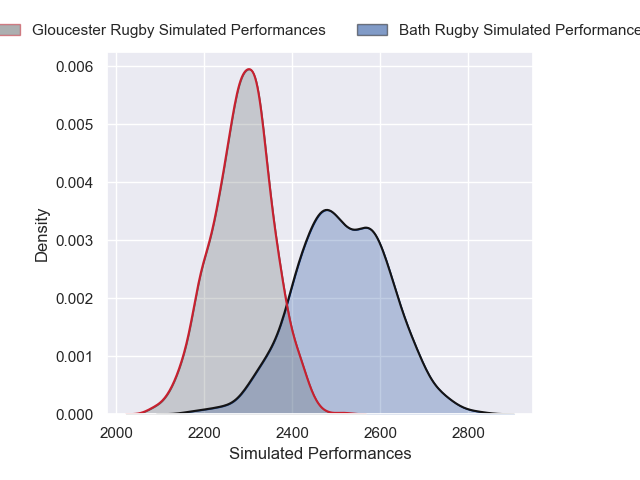 Gloucester Rugby Simulated Performances
Bath Rugby Simulated Performance
0.006
0.005
0.004
0.003
0.002
0.001
0.000
Density
2000 2200 2400 2600 2800
Simulated Performances